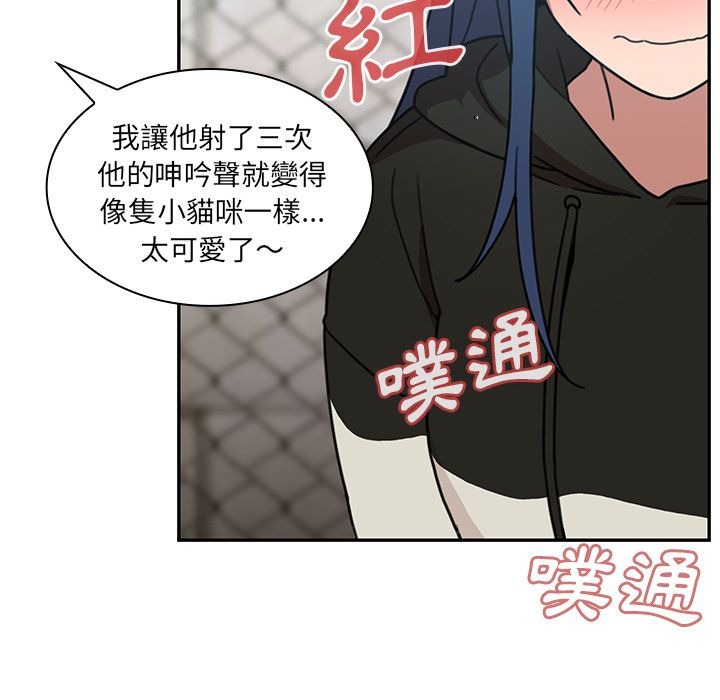 紅
我讓他射了三次
他的呻吟聲就變得
像隻小貓咪一樣...
太可愛了～
噗通
噗通